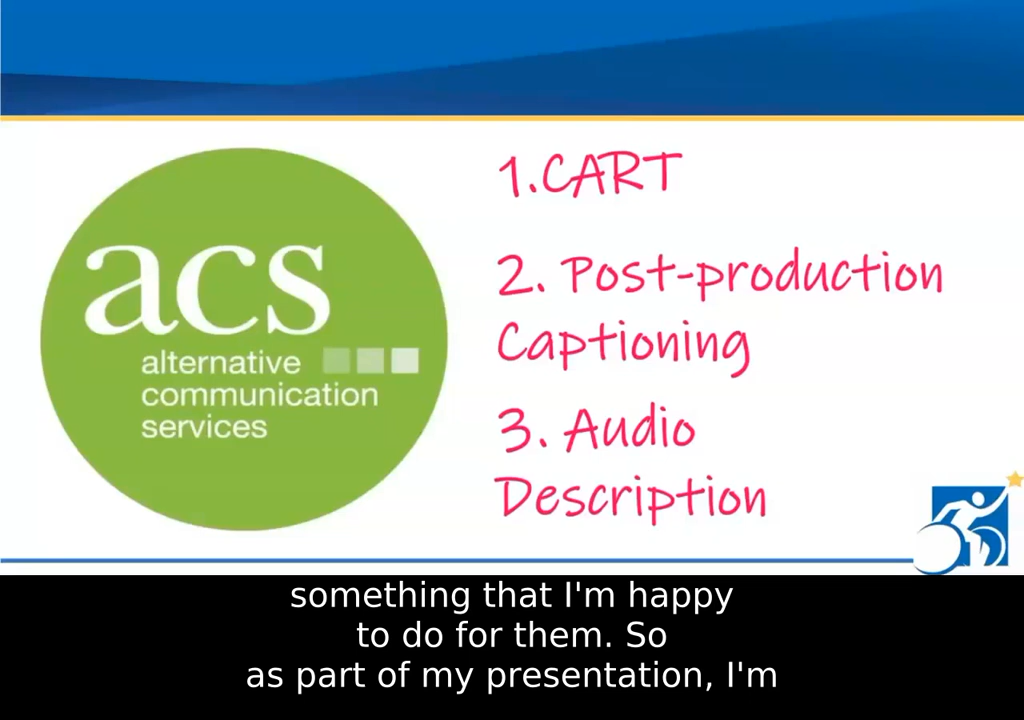 acs
alternative
communication
services
1.CART
2. Post-production
Captioning
3. Audio
Description
something that I'm happy
to do for them. So
as part of my presentation, I'm